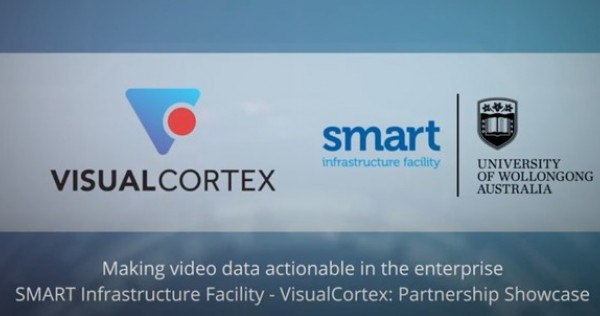 VISUALCORTEX
smart
infrastructure facility
UNIVERSITY
OF WOLLONGONG
AUSTRALIA
Making video data actionable in the enterprise
SMART Infrastructure Facility - VisualCortex: Partnership Showcase